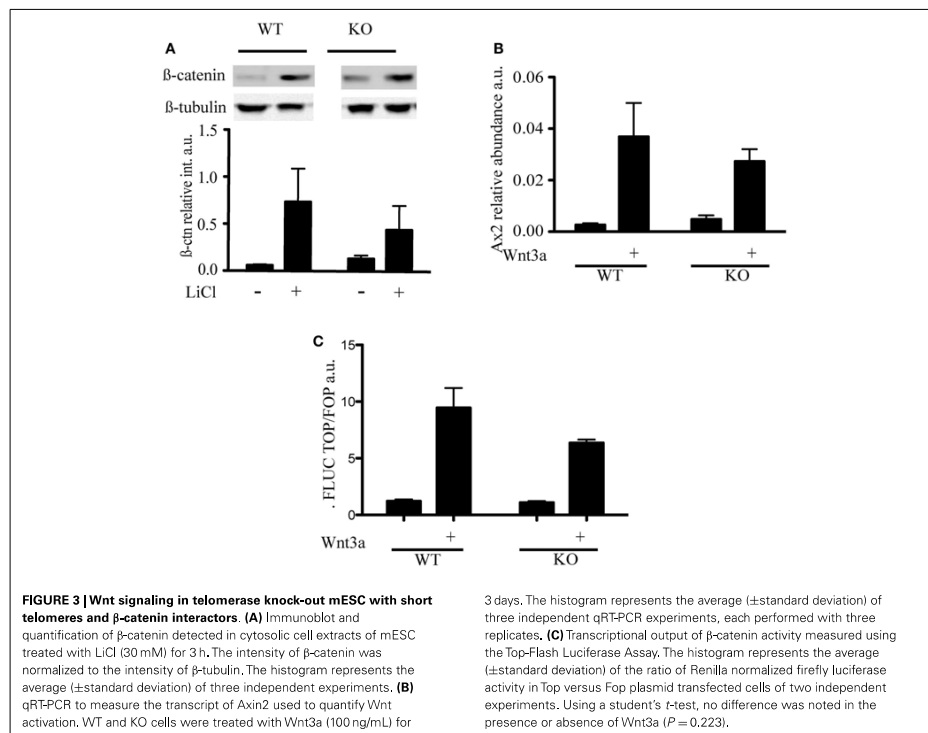 WT KO
A
ß-catenin
ß-tubulin
1.5
1.0
0.5
0.0
ß-ctn relative int. a.u.
LiCl - + - +
B
0.06
0.04
0.02
0.00
Ax2 relative abundance a.u.
Wnt3a + +
WT KO
C
15
10
5
0
. FLUC TOP/FOP a.u.
Wnt3a + +
WT KO
FIGURE 3 | Wnt signaling in telomerase knock-out mESC with short
telomeres and β-catenin interactors. (A) Immunoblot and
quantification of β-catenin detected in cytosolic cell extracts of mESC
treated with LiCl (30 mM) for 3 h. The intensity of β-catenin was
normalized to the intensity of β-tubulin. The histogram represents the
average (±standard deviation) of three independent experiments. (B)
qRT-PCR to measure the transcript of Axin2 used to quantify Wnt
activation. WT and KO cells were treated with Wnt3a (100 ng/mL) for
3 days. The histogram represents the average (±standard deviation) of
three independent qRT-PCR experiments, each performed with three
replicates. (C) Transcriptional output of β-catenin activity measured using
the Top-Flash Luciferase Assay. The histogram represents the average
(±standard deviation) of the ratio of Renilla normalized firefly luciferase
activity in Top versus Fop plasmid transfected cells of two independent
experiments. Using a student's t-test, no difference was noted in the
presence or absence of Wnt3a (P = 0.223).